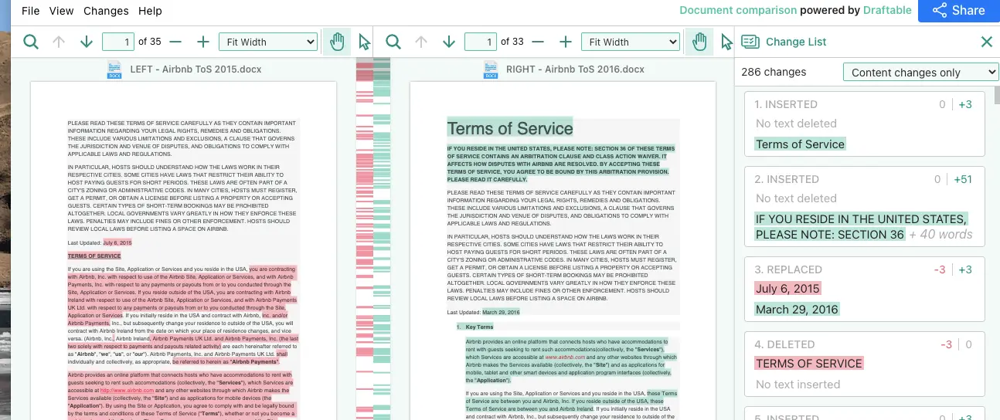 File View Changes Help
Document comparison powered by Draftable
Share
1 of 35
Fit Width
1 of 33
Fit Width
Change List
LEFT - Airbnb ToS 2015.docx
RIGHT - Airbnb ToS 2016.docx
286 changes
Content changes only
PLEASE READ THESE TERMS OF SERVICE CAREFULLY AS THEY CONTAIN IMPORTANT
INFORMATION REGARDING YOUR LEGAL RIGHTS, REMEDIES AND OBLIGATIONS.
THESE INCLUDE VARIOUS LIMITATIONS AND EXCLUSIONS, A CLAUSE THAT GOVERNS
THE JURISDICTION AND VENUE OF DISPUTES, AND OBLIGATIONS TO COMPLY WITH
APPLICABLE LAWS AND REGULATIONS.
IN PARTICULAR, HOSTS SHOULD UNDERSTAND HOW THE LAWS WORK IN THEIR
RESPECTIVE CITIES. SOME CITIES HAVE LAWS THAT RESTRICT THEIR ABILITY TO
HOST PAYING GUESTS FOR SHORT PERIODS. THESE LAWS ARE OFTEN PART OF A
CITY'S ZONING OR ADMINISTRATIVE CODES. IN MANY CITIES, HOSTS MUST REGISTER,
GET A PERMIT, OR OBTAIN A LICENSE BEFORE LISTING A PROPERTY OR ACCEPTING
GUESTS. CERTAIN TYPES OF SHORT-TERM BOOKINGS MAY BE PROHIBITED
ALTOGETHER. LOCAL GOVERNMENTS VARY GREATLY IN HOW THEY ENFORCE THESE
LAWS. PENALTIES MAY INCLUDE FINES OR OTHER ENFORCEMENT. HOSTS SHOULD
REVIEW LOCAL LAWS BEFORE LISTING A SPACE ON AIRBNB.
Last Updated: July 6, 2015
TERMS OF SERVICE
If you are using the Site, Application or Services and you reside in the USA, you are contracting
with Airbnb, Inc. with respect to use of the Airbnb Site, Application or Services, and with Airbnb
Payments, Inc. with respect to any payments or payouts from or to you conducted through the
Site, Application or Services. If you reside outside of the USA, you are contracting with Airbnb
Ireland with respect to use of the Airbnb Site, Application or Services, and with Airbnb Payments
UK Ltd. with respect to any payments or payouts from or to you conducted through the Site,
Application or Services. If you initially reside in the USA and contract with Airbnb, Inc. and/or
Airbnb Payments, Inc., but subsequently change your residence to outside of the USA, you will
contract with Airbnb Ireland from the date on which your place of residence changes, and vice
versa. (Airbnb, Inc., Airbnb Ireland, Airbnb Payments UK Ltd. and Airbnb Payments, Inc. (the last
two solely with respect to payments and payouts related activity) are each hereinafter referred to
as "Airbnb", "we", "us", or "our"). Airbnb Payments, Inc. and Airbnb Payments UK Ltd. shall
individually and collectively, as appropriate, be referred to herein as "Airbnb Payments".
Airbnb provides an online platform that connects hosts who have accommodations to rent with
guests seeking to rent such accommodations (collectively, the "Services"), which Services are
accessible at http://www.airbnb.com and any other websites through which Airbnb makes the
Services available (collectively, the "Site") and as applications for mobile devices (the
"Application"). By using the Site or Application, you agree to comply with and be legally bound
by the terms and conditions of these Terms of Service ("Terms"), whether or not you become a
Terms of Service
IF YOU RESIDE IN THE UNITED STATES, PLEASE NOTE: SECTION 36 OF THESE TERMS
OF SERVICE CONTAINS AN ARBITRATION CLAUSE AND CLASS ACTION WAIVER. IT
AFFECTS HOW DISPUTES WITH AIRBNB ARE RESOLVED. BY ACCEPTING THESE
TERMS OF SERVICE, YOU AGREE TO BE BOUND BY THIS ARBITRATION PROVISION.
PLEASE READ IT CAREFULLY.
PLEASE READ THESE TERMS OF SERVICE CAREFULLY AS THEY CONTAIN IMPORTANT
INFORMATION REGARDING YOUR LEGAL RIGHTS, REMEDIES AND OBLIGATIONS.
THESE INCLUDE VARIOUS LIMITATIONS AND EXCLUSIONS, A CLAUSE THAT GOVERNS
THE JURISDICTION AND VENUE OF DISPUTES, AND OBLIGATIONS TO COMPLY WITH
APPLICABLE LAWS AND REGULATIONS.
IN PARTICULAR, HOSTS SHOULD UNDERSTAND HOW THE LAWS WORK IN THEIR
RESPECTIVE CITIES. SOME CITIES HAVE LAWS THAT RESTRICT THEIR ABILITY TO
HOST PAYING GUESTS FOR SHORT PERIODS. THESE LAWS ARE OFTEN PART OF A
CITY'S ZONING OR ADMINISTRATIVE CODES. IN MANY CITIES, HOSTS MUST REGISTER,
GET A PERMIT, OR OBTAIN A LICENSE BEFORE LISTING A PROPERTY OR ACCEPTING
GUESTS. CERTAIN TYPES OF SHORT-TERM BOOKINGS MAY BE PROHIBITED
ALTOGETHER. LOCAL GOVERNMENTS VARY GREATLY IN HOW THEY ENFORCE THESE
LAWS. PENALTIES MAY INCLUDE FINES OR OTHER ENFORCEMENT. HOSTS SHOULD
REVIEW LOCAL LAWS BEFORE LISTING A SPACE ON AIRBNB.
Last Updated: March 29, 2016
1. Key Terms
Airbnb provides an online platform that connects hosts who have accommodations to
rent with guests seeking to rent such accommodations(collectively, the "Services"),
which Services are accessible at www.airbnb.com and any other websites through which
Airbnb makes the Services available (collectively, the "Site") and as applications for
mobile, tablet and other smart devices and application program interfaces (collectively,
the "Application").
If you are using the Site, Application or Services and you reside in the USA, these Terms
of Service are between you and Airbnb, Inc. If you reside outside of the USA, these
Terms of Service are between you and Airbnb Ireland. If you initially reside in the USA
and contract with Airbnb, Inc., but subsequently change your residence to outside of the
1. INSERTED 0 +3
No text deleted
Terms of Service
2. INSERTED 0 +51
No text deleted
IF YOU RESIDE IN THE UNITED STATES,
PLEASE NOTE: SECTION 36 + 40 words
3. REPLACED -3 +3
July 6, 2015
March 29, 2016
4. DELETED -3 0
TERMS OF SERVICE
No text inserted
5. INSERTED 0 +3